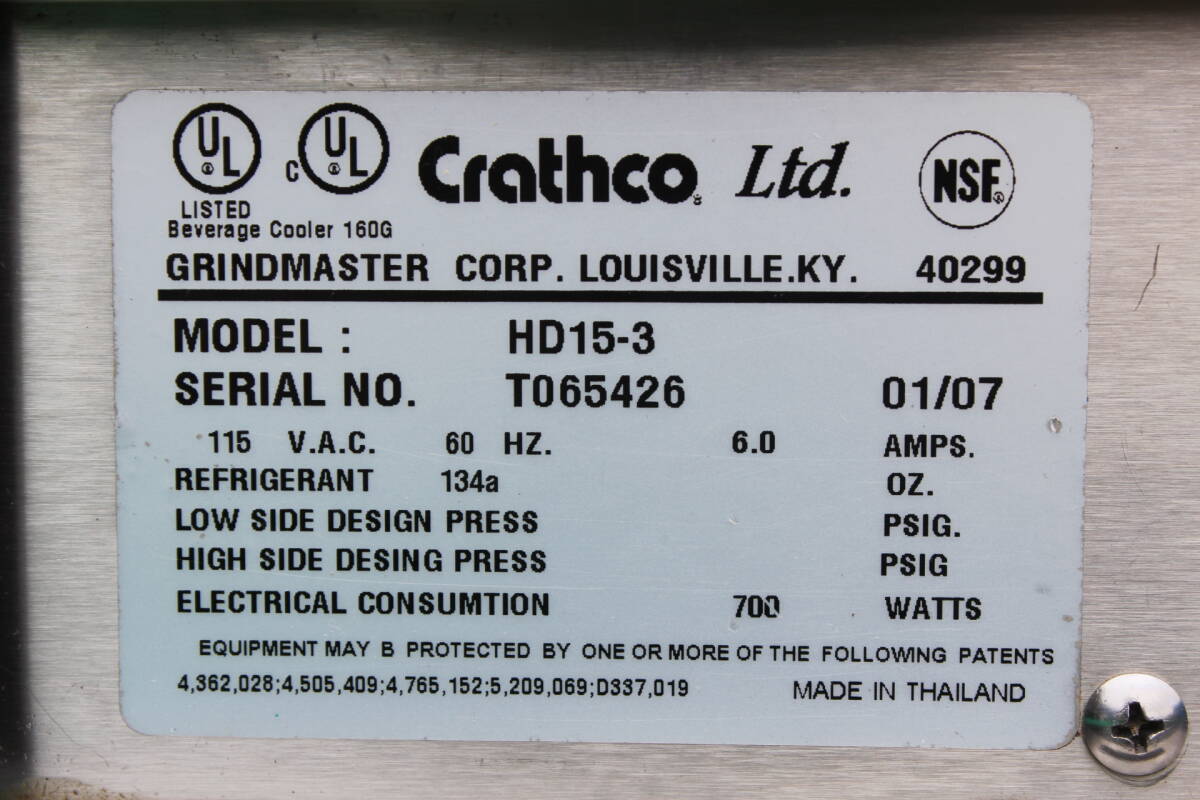 UL C UL Crathco® Ltd. NSF®
LISTED
Beverage Cooler 160G
GRINDMASTER CORP. LOUISVILLE.KY. 40299
MODEL : HD15-3
SERIAL NO. T065426 01/07
115 V.A.C. 60 HZ. 6.0 AMPS.
REFRIGERANT 134a OZ.
LOW SIDE DESIGN PRESS PSIG.
HIGH SIDE DESING PRESS PSIG
ELECTRICAL CONSUMTION 700 WATTS
EQUIPMENT MAY B PROTECTED BY ONE OR MORE OF THE FOLLOWING PATENTS
4,362,028;4,505,409;4,765,152;5,209,069;D337,019 MADE IN THAILAND